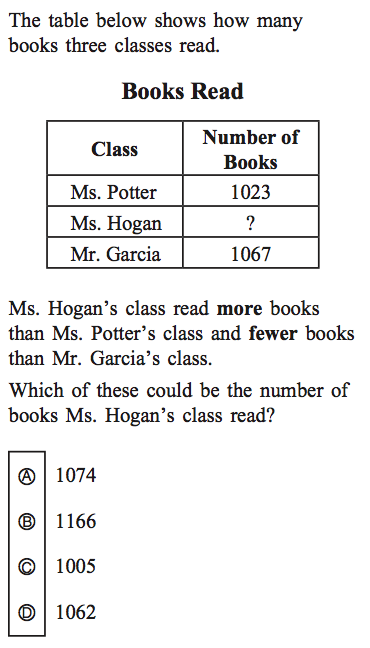 The table below shows how many
books three classes read.
Books Read
Class
Number of
Books
Ms. Potter 1023
Ms. Hogan ?
Mr. Garcia 1067
Ms. Hogan’s class read more books
than Ms. Potter’s class and fewer books
than Mr. Garcia’s class.
Which of these could be the number of
books Ms. Hogan’s class read?
Ⓐ 1074
Ⓑ 1166
Ⓒ 1005
Ⓓ 1062